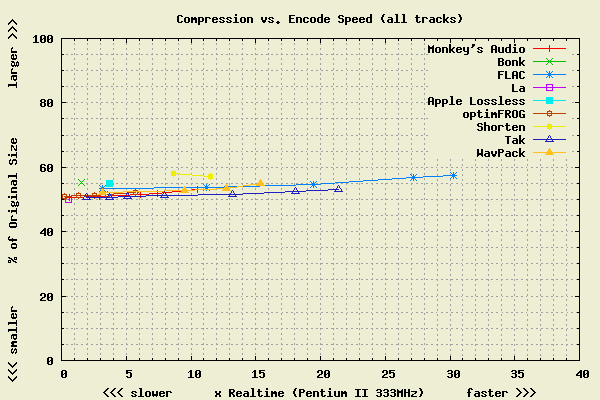 Compression vs. Encode Speed (all tracks)
100
80
60
40
20
0
<<< smaller % of Original Size larger >>>
Monkey's Audio
Bonk
FLAC
La
Apple Lossless
optimFROG
Shorten
Tak
WavPack
0 5 10 15 20 25 30 35 40
<<< slower x Realtime (Pentium II 333MHz) faster >>>